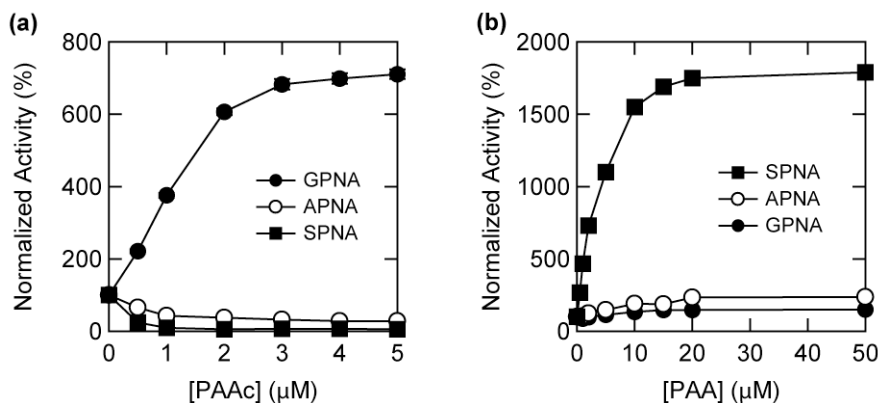 (a)
Normalized Activity (%)
800
600
400
200
0
GPNA
APNA
SPNA
0 1 2 3 4 5
[PAAc] (μM)
(b)
Normalized Activity (%)
2000
1500
1000
500
0
SPNA
APNA
GPNA
0 10 20 30 40 50
[PAA] (μM)